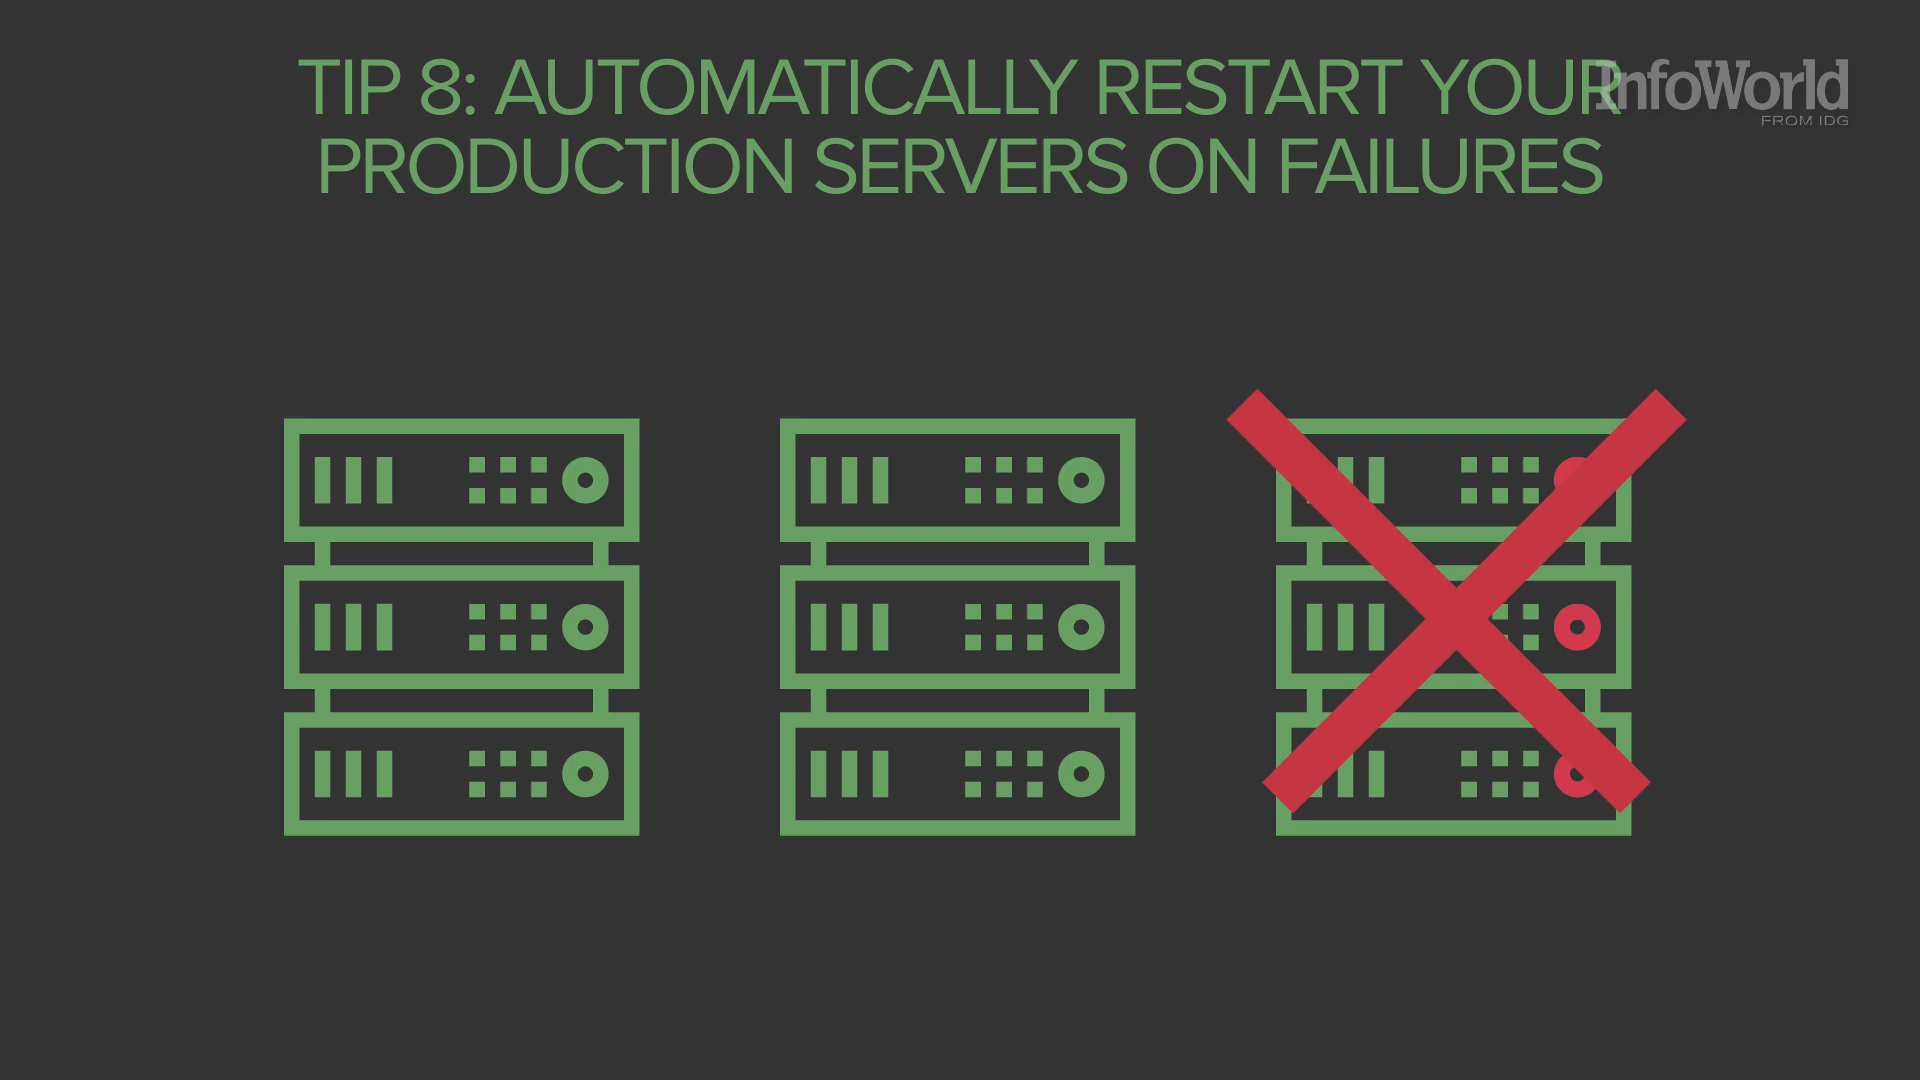 TIP 8: AUTOMATICALLY RESTART YOUR
PRODUCTION SERVERS ON FAILURES
InfoWorld
FROM IDG